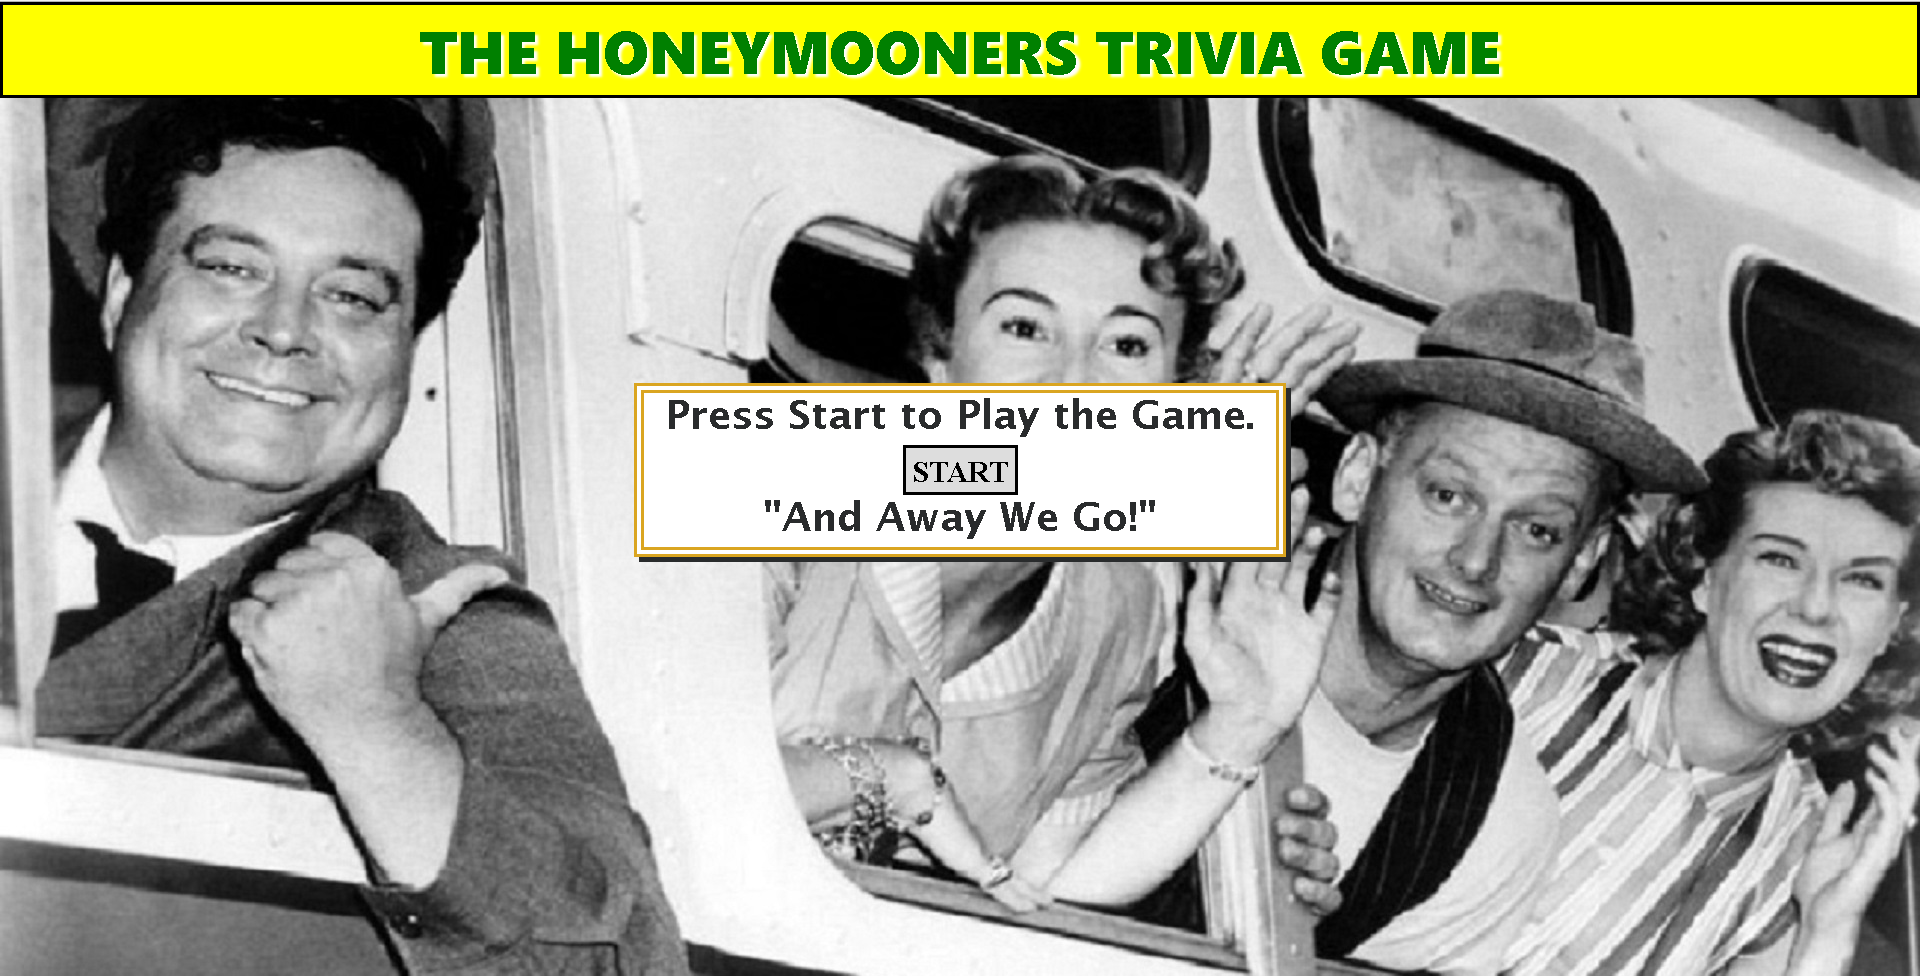 THE HONEYMOONERS TRIVIA GAME
Press Start to Play the Game.
START
"And Away We Go!"